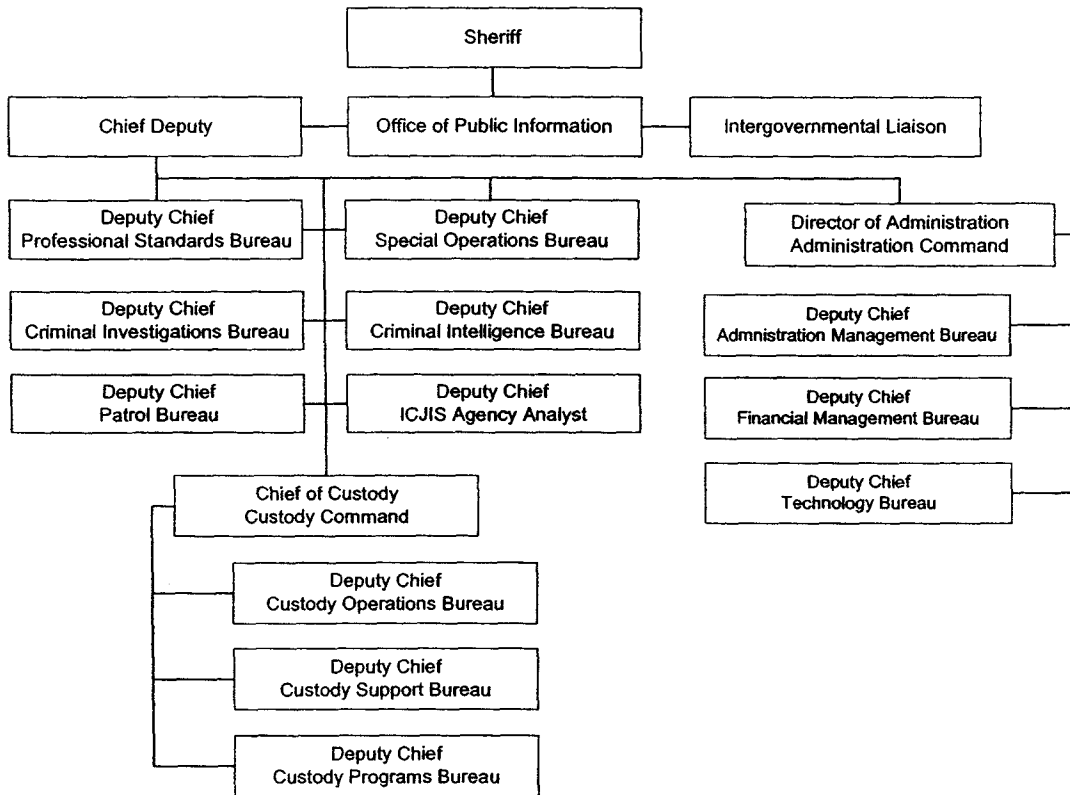 Sheriff
Chief Deputy
Office of Public Information
Intergovernmental Liaison
Deputy Chief
Professional Standards Bureau
Deputy Chief
Special Operations Bureau
Director of Administration
Administration Command
Deputy Chief
Criminal Investigations Bureau
Deputy Chief
Criminal Intelligence Bureau
Deputy Chief
Admnistration Management Bureau
Deputy Chief
Patrol Bureau
Deputy Chief
ICJIS Agency Analyst
Deputy Chief
Financial Management Bureau
Chief of Custody
Custody Command
Deputy Chief
Technology Bureau
Deputy Chief
Custody Operations Bureau
Deputy Chief
Custody Support Bureau
Deputy Chief
Custody Programs Bureau